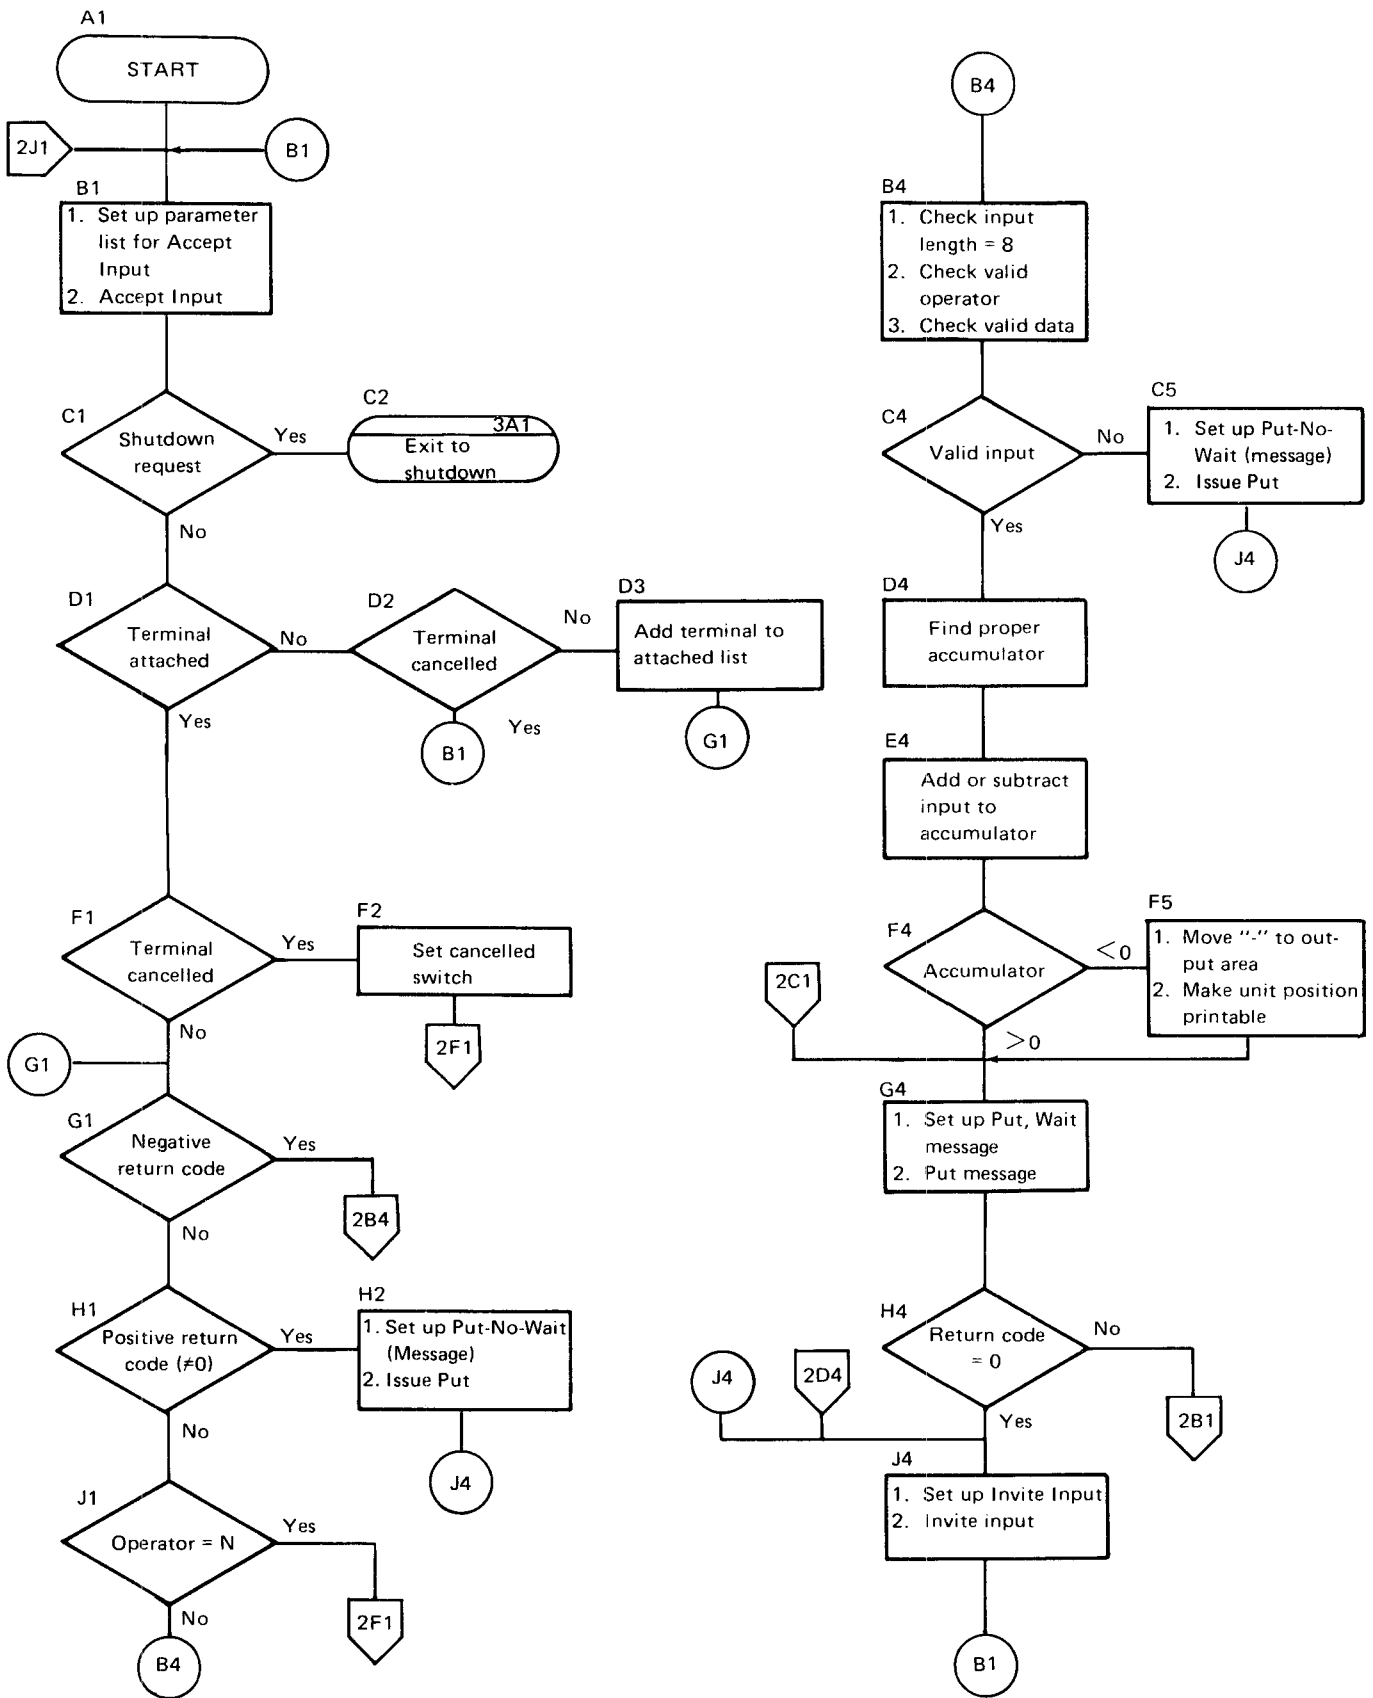 A1
START
2J1
B1
B1
1. Set up parameter
list for Accept
Input
2. Accept Input
C1
Shutdown
request
Yes
No
C2
3A1
Exit to
shutdown
D1
Terminal
attached
No
Yes
D2
Terminal
cancelled
No
Yes
B1
D3
Add terminal to
attached list
G1
F1
Terminal
cancelled
Yes
No
F2
Set cancelled
switch
2F1
G1
G1
Negative
return code
Yes
No
2B4
H1
Positive return
code (≠0)
Yes
No
H2
1. Set up Put-No-Wait
(Message)
2. Issue Put
J4
J1
Operator = N
Yes
No
2F1
B4
B4
B4
1. Check input
length = 8
2. Check valid
operator
3. Check valid data
C4
Valid input
No
Yes
C5
1. Set up Put-No-
Wait (message)
2. Issue Put
J4
D4
Find proper
accumulator
E4
Add or subtract
input to
accumulator
F4
Accumulator
<0
>0
F5
1. Move "-" to out-
put area
2. Make unit position
printable
2C1
G4
1. Set up Put, Wait
message
2. Put message
H4
Return code
= 0
No
Yes
2B1
J4
2D4
J4
1. Set up Invite Input
2. Invite input
B1